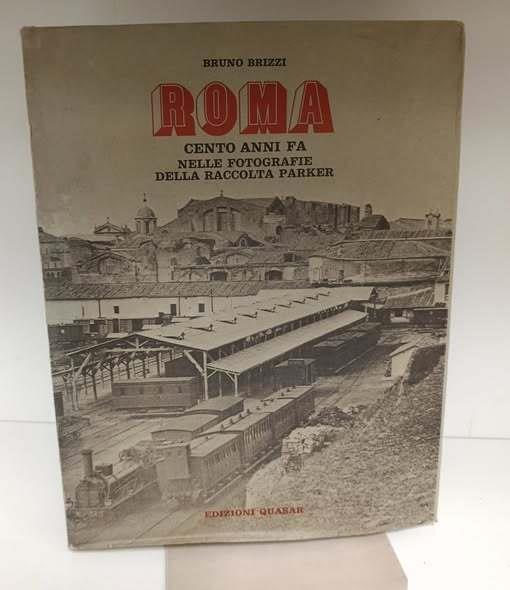 BRUNO BRIZZI
ROMA
CENTO ANNI FA
NELLE FOTOGRAFIE
DELLA RACCOLTA PARKER
EDIZIONI QUASAR